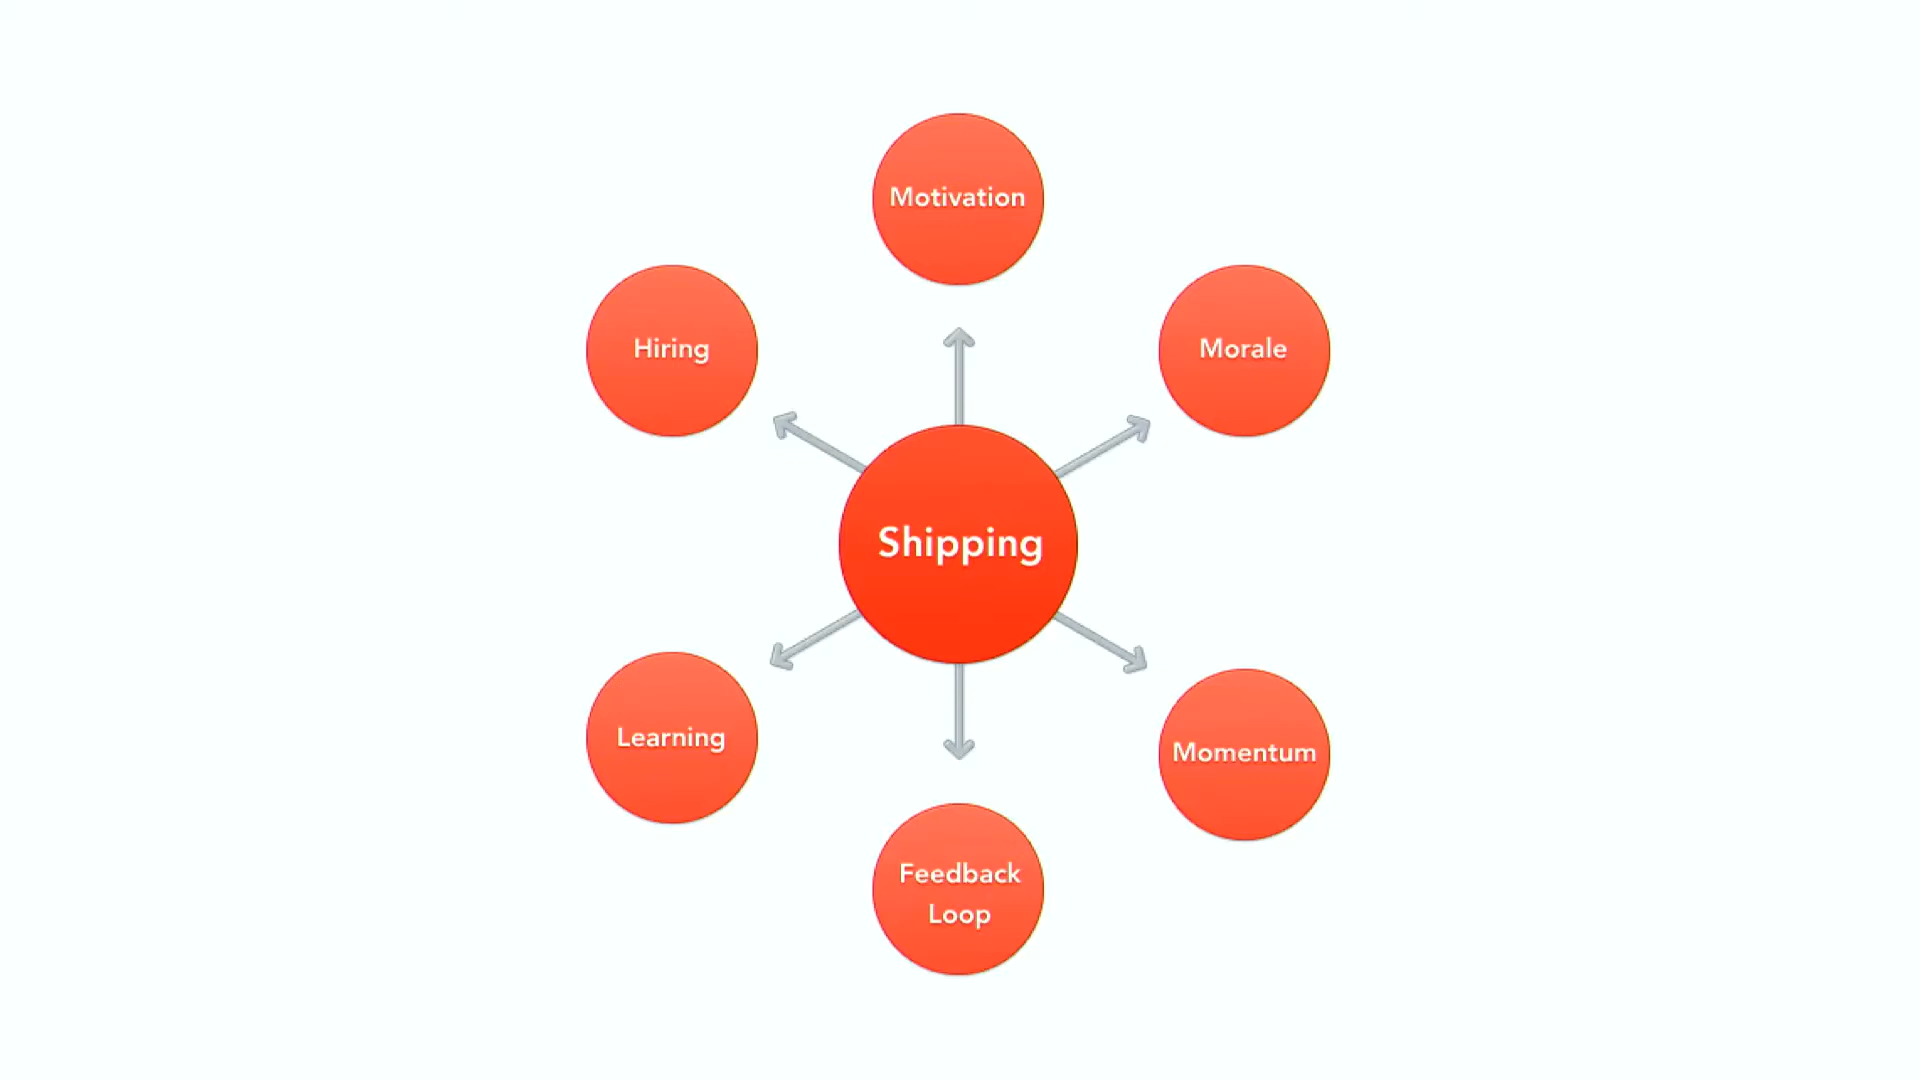 Motivation
Hiring
Morale
Shipping
Learning
Momentum
Feedback
Loop